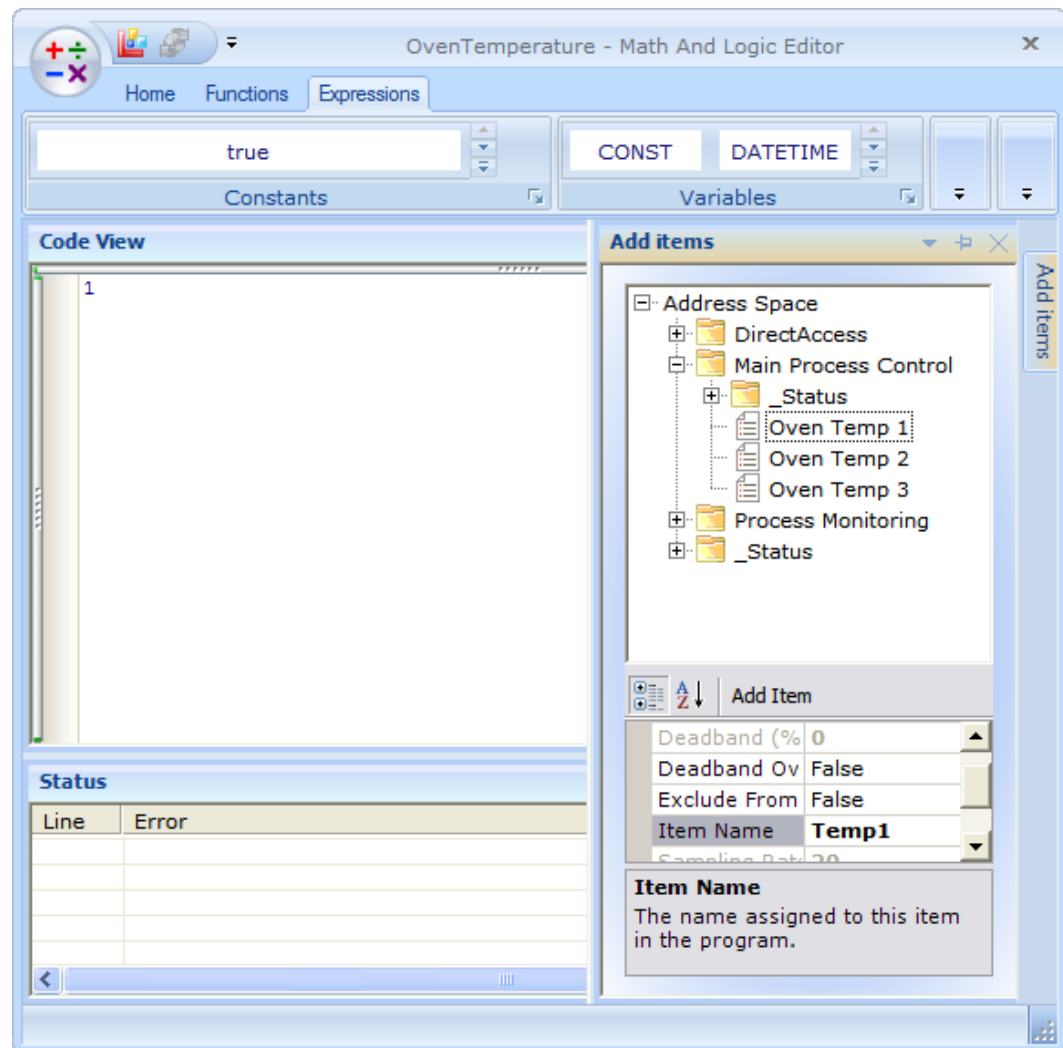 OvenTemperature - Math And Logic Editor
Home Functions Expressions
true
Constants
CONST DATETIME
Variables
Code View
1
Add items
Address Space
DirectAccess
Main Process Control
_Status
Oven Temp 1
Oven Temp 2
Oven Temp 3
Process Monitoring
_Status
Add Item
Deadband (% 0
Deadband Ov False
Exclude From False
Item Name Temp1
Sampling Rat 20
Item Name
The name assigned to this item
in the program.
Add items
Status
Line Error